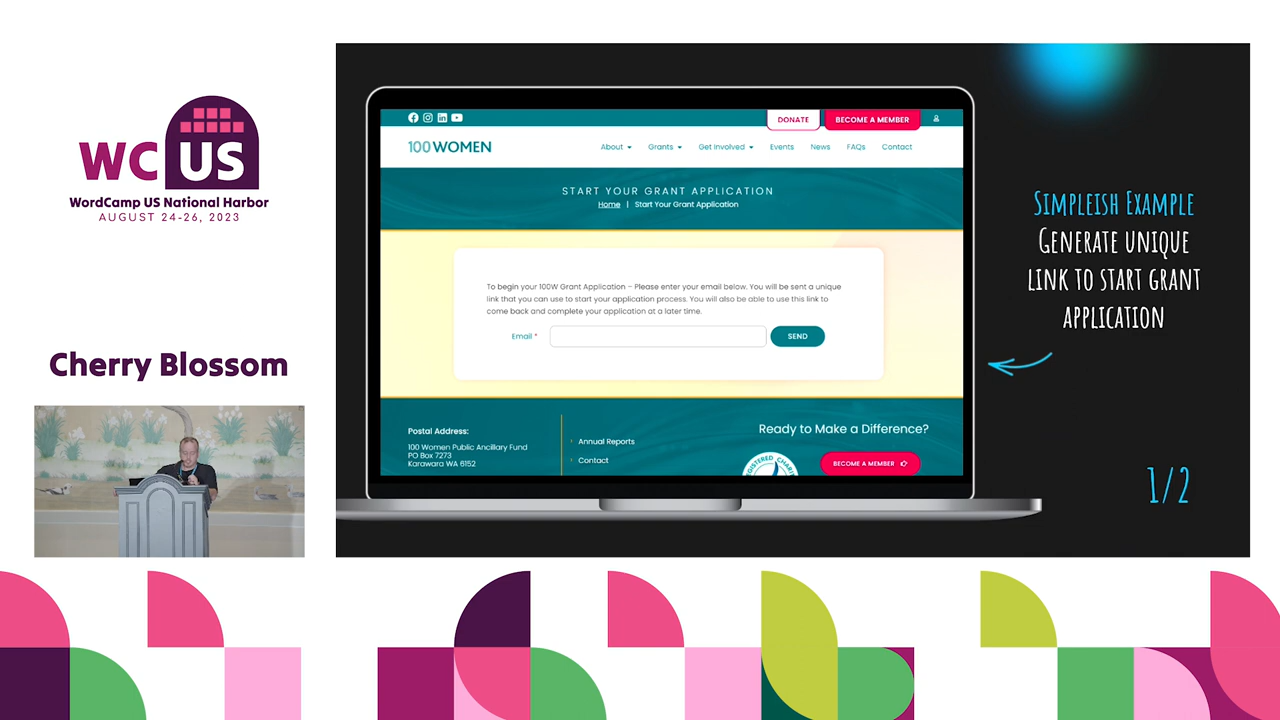 WC US
WordCamp US National Harbor
AUGUST 24-26, 2023
Cherry Blossom
DONATE
BECOME A MEMBER
100 WOMEN
About
Grants
Get Involved
Events
News
FAQs
Contact
START YOUR GRANT APPLICATION
Home | Start Your Grant Application
To begin your 100W Grant Application – Please enter your email below. You will be sent a unique
link that you can use to start your application process. You will also be able to use this link to
come back and complete your application at a later time.
Email *
SEND
Postal Address:
100 Women Public Ancillary Fund
PO Box 7273
Karawara WA 6152
Annual Reports
Contact
Ready to Make a Difference?
REGISTERED CHARITY
BECOME A MEMBER
SIMPLEISH EXAMPLE
GENERATE UNIQUE
LINK TO START GRANT
APPLICATION
1/2